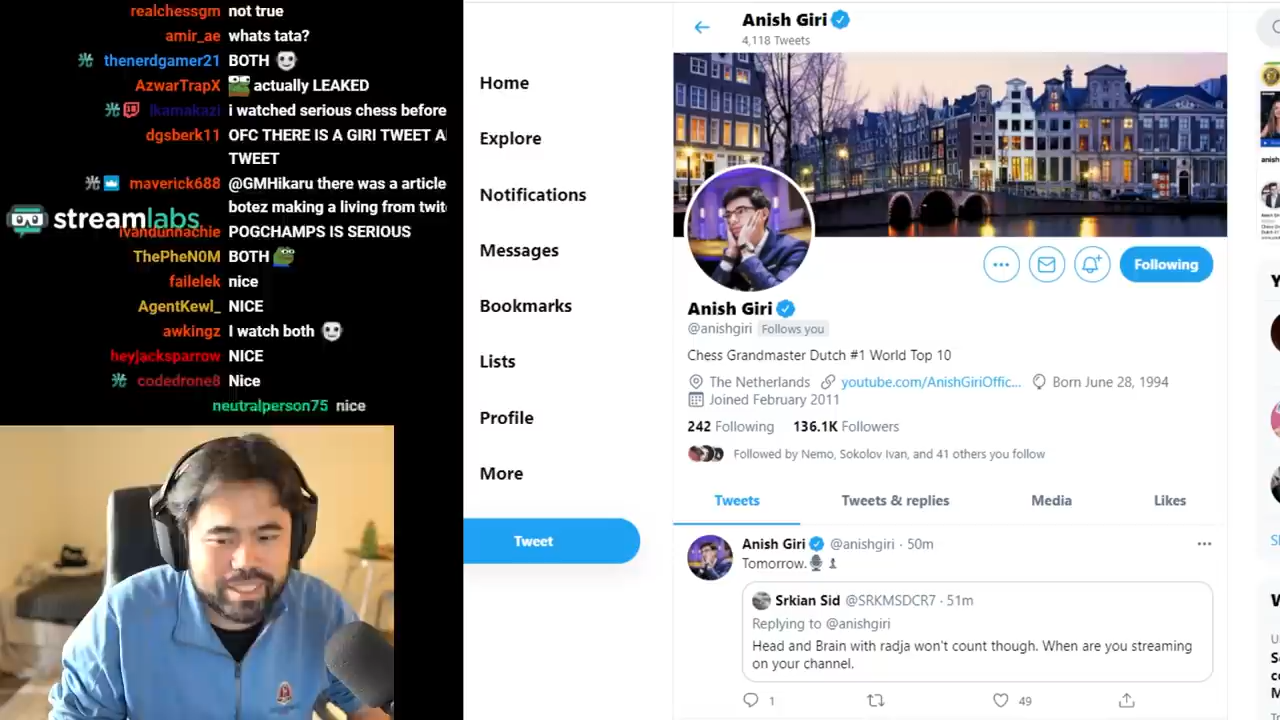 realchessgm not true
amir_ae whats tata?
thenerdgamer21 BOTH
AzwarTrapX actually LEAKED
ikamakazi i watched serious chess before
dgsberk11 OFC THERE IS A GIRI TWEET A
TWEET
maverick688 @GMHikaru there was a article
botez making a living from twit
streamlabs
ivandunnachie POGCHAMPS IS SERIOUS
ThePheN0M BOTH
failelek nice
AgentKewl_ NICE
awkingz I watch both
heyjacksparrow NICE
codedrone8 Nice
neutralperson75 nice
Home
Explore
Notifications
Messages
Bookmarks
Lists
Profile
More
Tweet
Anish Giri
4,118 Tweets
Following
Anish Giri
@anishgiri Follows you
Chess Grandmaster Dutch #1 World Top 10
The Netherlands youtube.com/AnishGiriOffic... Born June 28, 1994
Joined February 2011
242 Following 136.1K Followers
Followed by Nemo, Sokolov Ivan, and 41 others you follow
Tweets Tweets & replies Media Likes
Anish Giri @anishgiri · 50m
Tomorrow.
Srkian Sid @SRKMSDCR7 · 51m
Replying to @anishgiri
Head and Brain with radja won't count though. When are you streaming
on your channel.
1 49